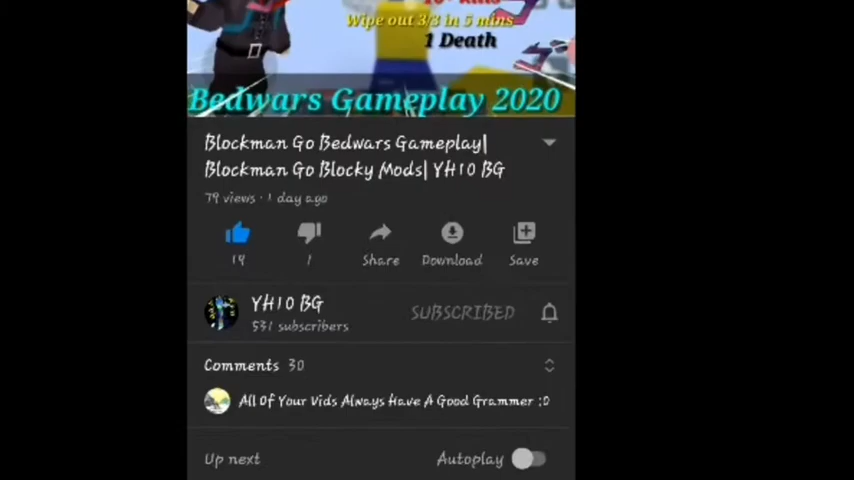 10+ kills
Wipe out 3/3 in 5 mins
1 Death
Bedwars Gameplay 2020
Blockman Go Bedwars Gameplay|
Blockman Go Blocky Mods| YH10 BG
79 views · 1 day ago
14
1
Share
Download
Save
YH10 BG
531 subscribers
SUBSCRIBED
Comments 30
All Of Your Vids Always Have A Good Grammer :0
Up next
Autoplay